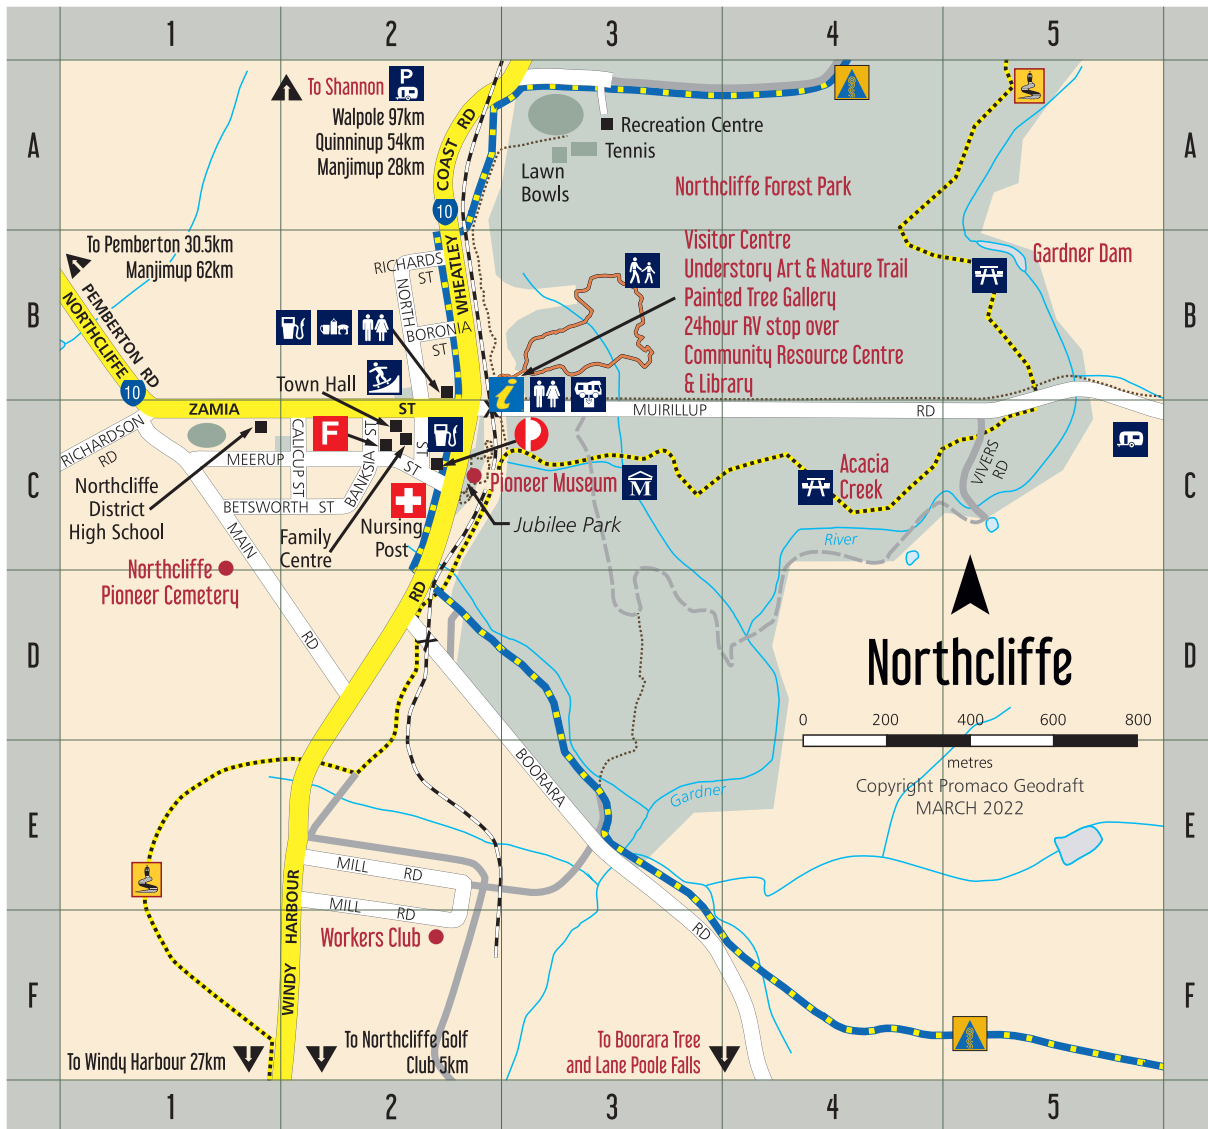 1 2 3 4 5
A
B
C
D
E
F
A
B
C
D
E
F
1 2 3 4 5
To Shannon
P
Walpole 97km
Quinninup 54km
Manjimup 28km
COAST RD
10
WHEATLEY
Recreation Centre
Tennis
Lawn
Bowls
Northcliffe Forest Park
To Pemberton 30.5km
Manjimup 62km
PEMBERTON RD
NORTHCLIFFE
10
RICHARDS
ST
NORTH
BORONIA
ST
Visitor Centre
Understory Art & Nature Trail
Painted Tree Gallery
24hour RV stop over
Community Resource Centre
& Library
Gardner Dam
Town Hall
i
ZAMIA ST
MUIRILLUP RD
RICHARDSON
RD
CALICUP ST
F
BANKSIA
ST
ST
P
MEERUP
ST
BETSWORTH ST
VIVERS
RD
Northcliffe
District
High School
Family
Centre
Nursing
Post
Pioneer Museum
M
Jubilee Park
Acacia
Creek
River
MAIN
RD
Northcliffe
Pioneer Cemetery
RD
Northcliffe
0 200 400 600 800
metres
Copyright Promaco Geodraft
MARCH 2022
BOORARA
RD
Gardner
MILL RD
MILL RD
WINDY HARBOUR
Workers Club
To Windy Harbour 27km
To Northcliffe Golf
Club 5km
To Boorara Tree
and Lane Poole Falls